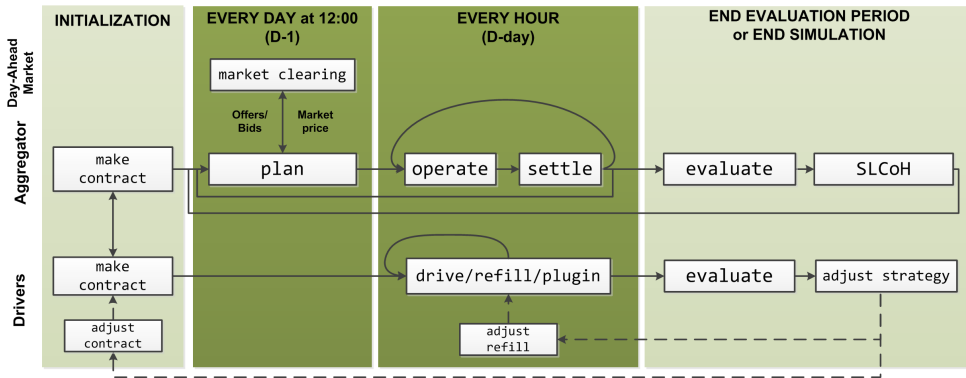 INITIALIZATION
EVERY DAY at 12:00
(D-1)
EVERY HOUR
(D-day)
END EVALUATION PERIOD
or END SIMULATION
Day-Ahead
Market
market clearing
Offers/
Bids
Market
price
Aggregator
make
contract
plan
operate
settle
evaluate
SLCoH
Drivers
make
contract
drive/refill/plugin
evaluate
adjust strategy
adjust
contract
adjust
refill